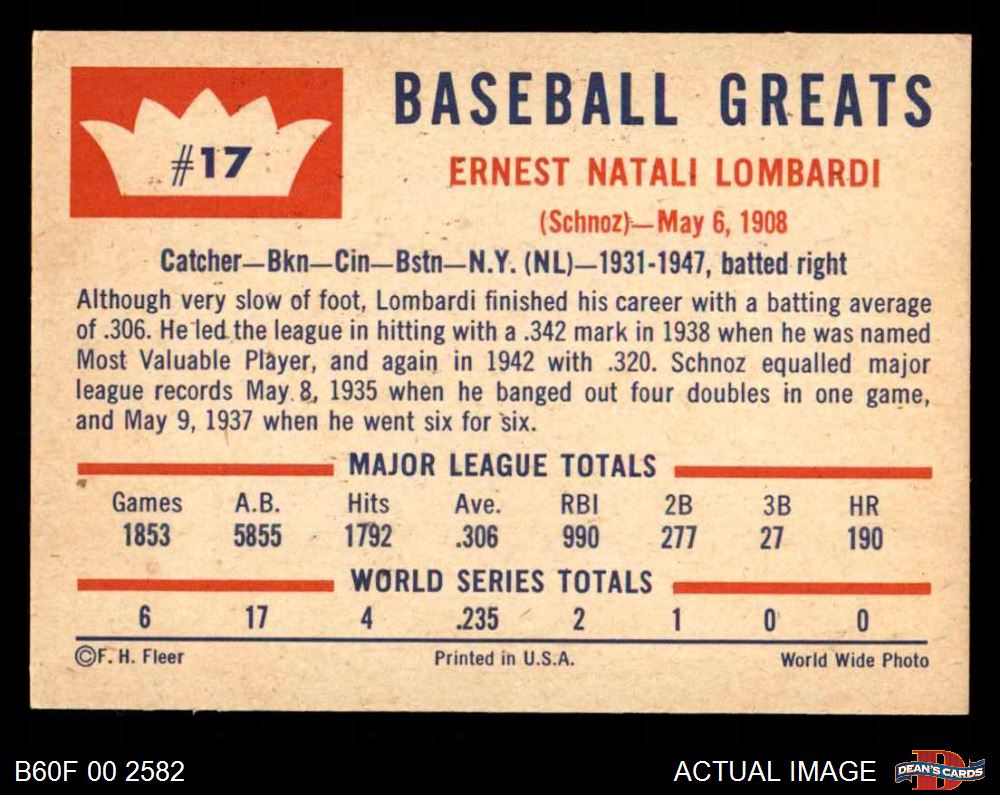 #17
BASEBALL GREATS
ERNEST NATALI LOMBARDI
(Schnoz)—May 6, 1908
Catcher—Bkn—Cin—Bstn—N.Y. (NL)—1931-1947, batted right
Although very slow of foot, Lombardi finished his career with a batting average
of .306. He led the league in hitting with a .342 mark in 1938 when he was named
Most Valuable Player, and again in 1942 with .320. Schnoz equalled major
league records May 8, 1935 when he banged out four doubles in one game,
and May 9, 1937 when he went six for six.
MAJOR LEAGUE TOTALS
Games A.B. Hits Ave. RBI 2B 3B HR
1853 5855 1792 .306 990 277 27 190
WORLD SERIES TOTALS
6 17 4 .235 2 1 0 0
©F. H. Fleer Printed in U.S.A. World Wide Photo
B60F 00 2582 ACTUAL IMAGE DEAN'S CARDS